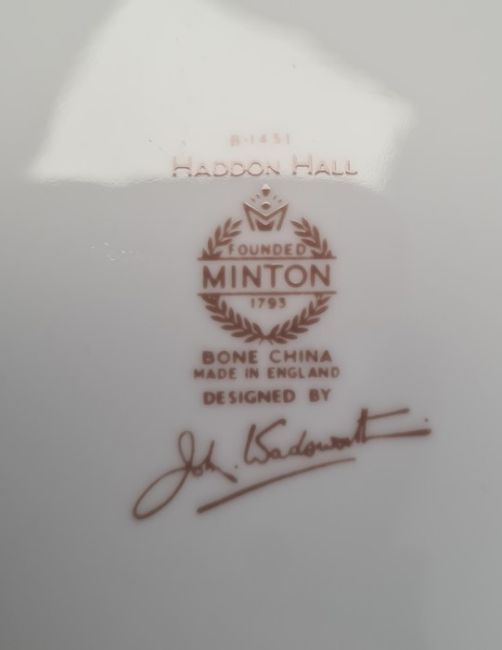 B·1451
HADDON HALL
FOUNDED
MINTON
1793
BONE CHINA
MADE IN ENGLAND
DESIGNED BY
John Wadsworth